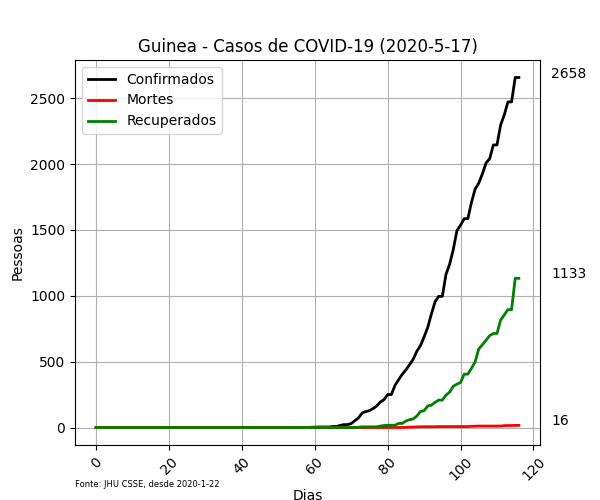 Guinea - Casos de COVID-19 (2020-5-17)
Confirmados
Mortes
Recuperados
2658
1133
16
Pessoas
2500
2000
1500
1000
500
0
0 20 40 60 80 100 120
Dias
Fonte: JHU CSSE, desde 2020-1-22